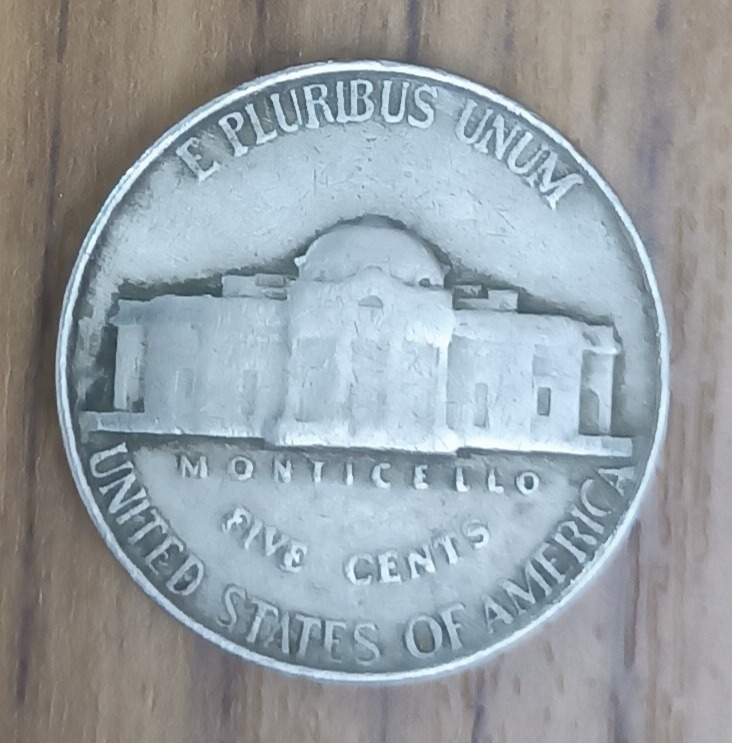 E PLURIBUS UNUM
MONTICELLO
FIVE CENTS
UNITED STATES OF AMERICA